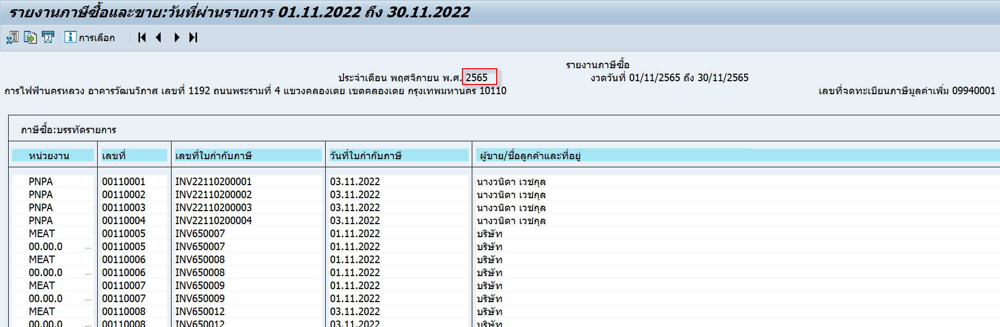 รายงานภาษีซื้อและขาย:วันที่ผ่านรายการ 01.11.2022 ถึง 30.11.2022
การเลือก
รายงานภาษีซื้อ
ประจำเดือน พฤศจิกายน พ.ศ. 2565 งวดวันที่ 01/11/2565 ถึง 30/11/2565
การไฟฟ้านครหลวง อาคารวัฒนวิภาส เลขที่ 1192 ถนนพระรามที่ 4 แขวงคลองเตย เขตคลองเตย กรุงเทพมหานคร 10110 เลขที่จดทะเบียนภาษีมูลค่าเพิ่ม 09940001
ภาษีซื้อ:บรรทัดรายการ
หน่วยงาน เลขที่ เลขที่ใบกำกับภาษี วันที่ใบกำกับภาษี ผู้ขาย/ชื่อลูกค้าและที่อยู่
PNPA 00110001 INV22110200001 03.11.2022 นางวนิดา เวชกุล
PNPA 00110002 INV22110200002 03.11.2022 นางวนิดา เวชกุล
PNPA 00110003 INV22110200003 03.11.2022 นางวนิดา เวชกุล
PNPA 00110004 INV22110200004 03.11.2022 นางวนิดา เวชกุล
MEAT 00110005 INV650007 01.11.2022 บริษัท
00.00.0 ... 00110005 INV650007 01.11.2022 บริษัท
MEAT 00110006 INV650008 01.11.2022 บริษัท
00.00.0 ... 00110006 INV650008 01.11.2022 บริษัท
MEAT 00110007 INV650009 01.11.2022 บริษัท
00.00.0 ... 00110007 INV650009 01.11.2022 บริษัท
MEAT 00110008 INV650012 03.11.2022 บริษัท
00.00.0 ... 00110008 INV650012 03.11.2022 บริษัท